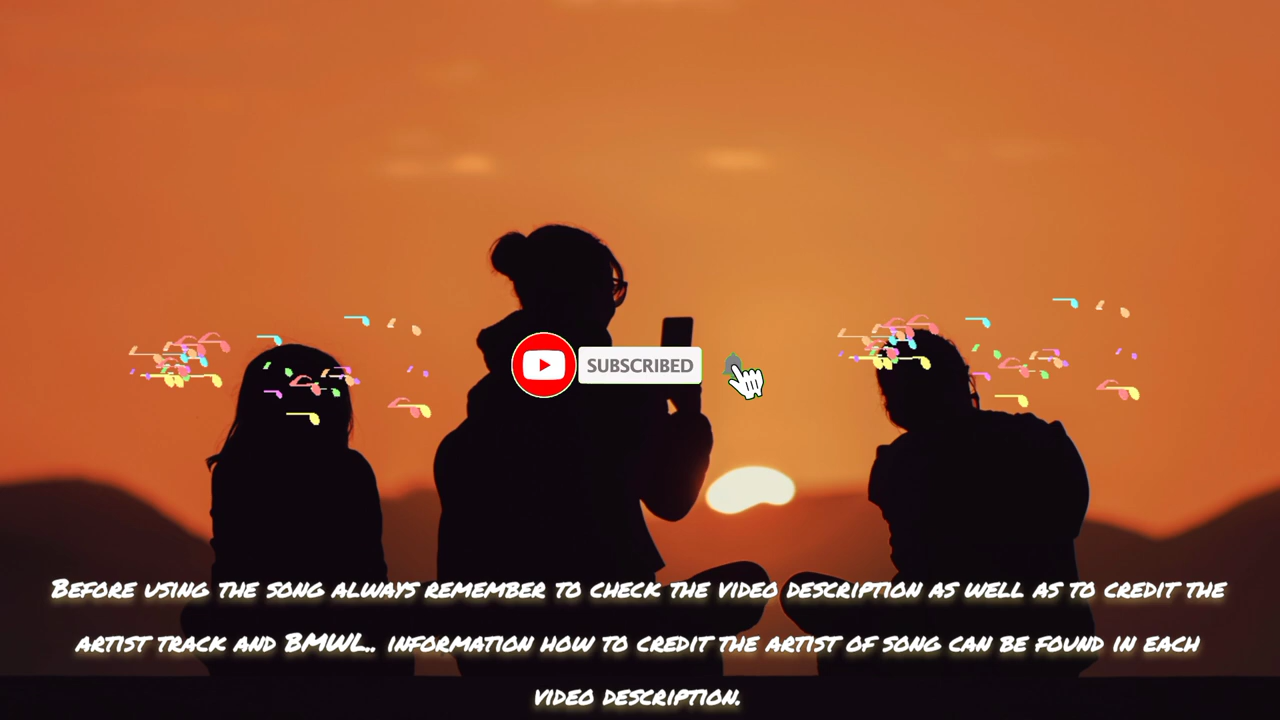 SUBSCRIBED
Before using the song always remember to check the video description as well as to credit the
artist track and BMWL.. information how to credit the artist of song can be found in each
video description.